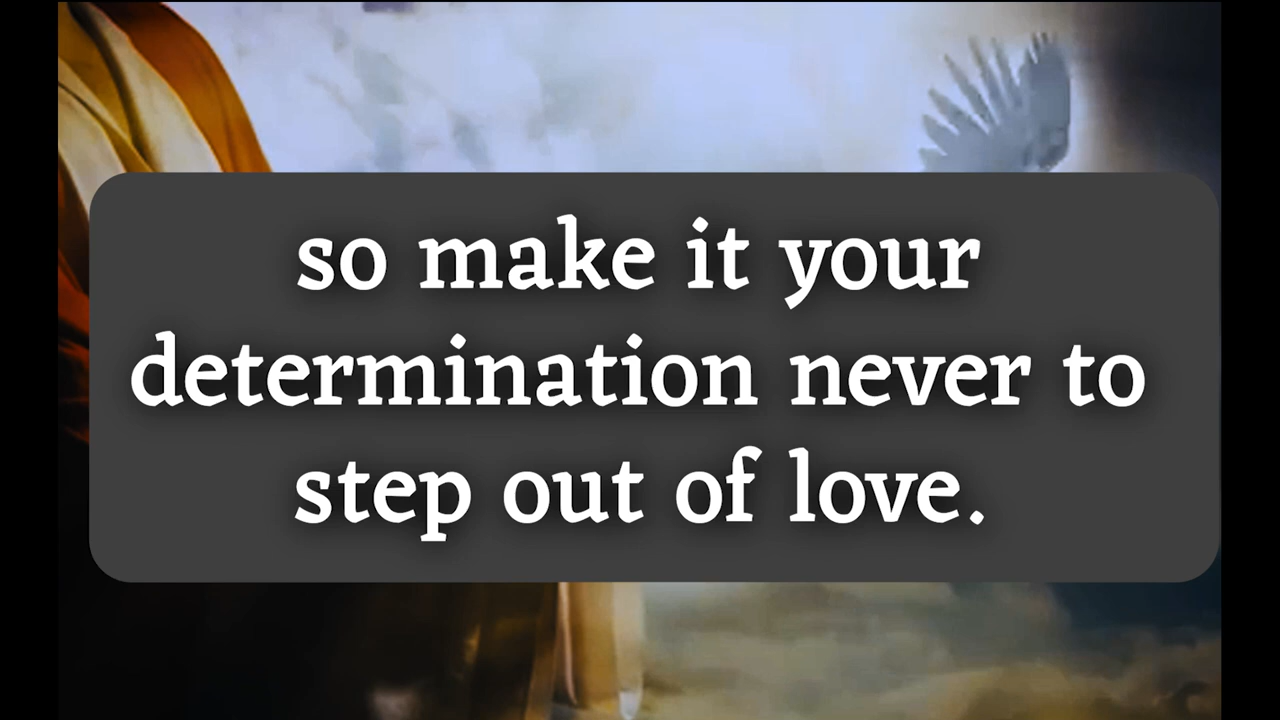 so make it your
determination never to
step out of love.